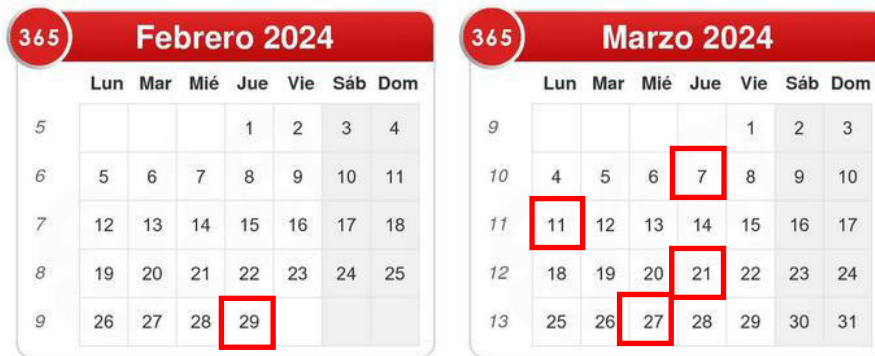 365 Febrero 2024
Lun Mar Mié Jue Vie Sáb Dom
5 1 2 3 4
6 5 6 7 8 9 10 11
7 12 13 14 15 16 17 18
8 19 20 21 22 23 24 25
9 26 27 28 29
365 Marzo 2024
Lun Mar Mié Jue Vie Sáb Dom
9 1 2 3
10 4 5 6 7 8 9 10
11 11 12 13 14 15 16 17
12 18 19 20 21 22 23 24
13 25 26 27 28 29 30 31